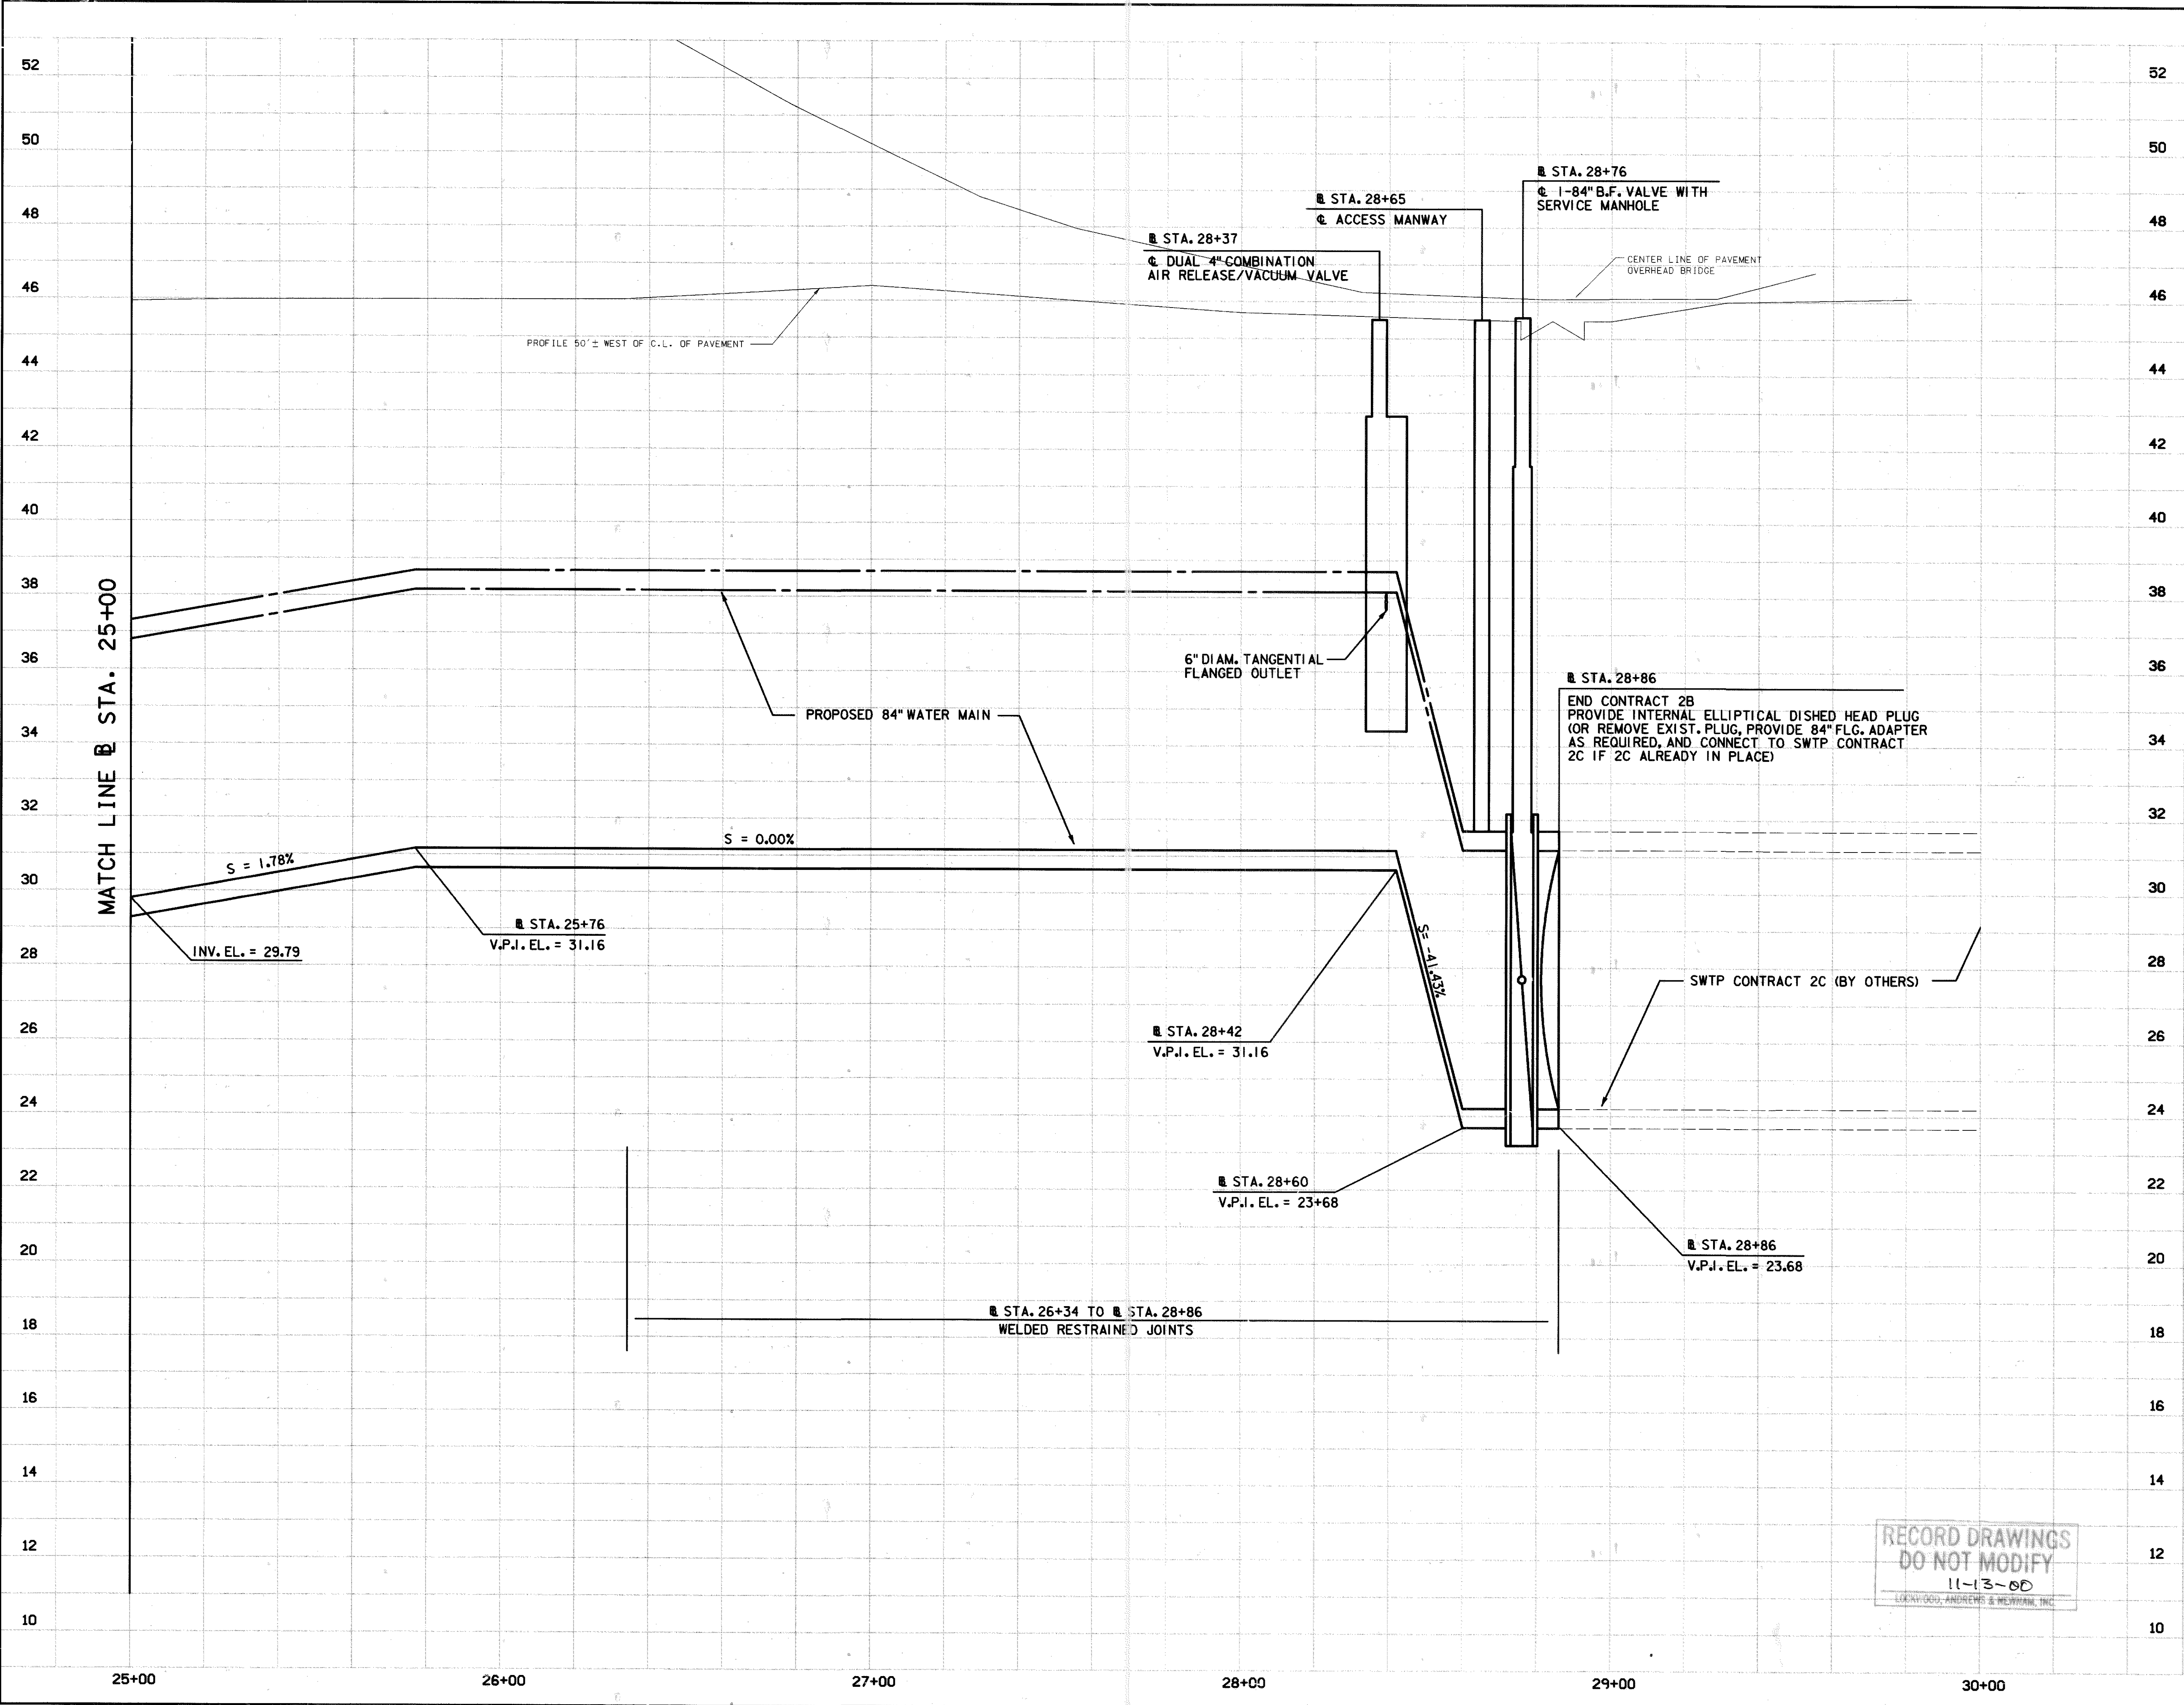 52
50
48
46
44
42
40
38
36
34
32
30
28
26
24
22
20
18
16
14
12
10
MATCH LINE ℄ STA. 25+00
℄ STA. 28+37
℄ DUAL 4" COMBINATION
AIR RELEASE/VACUUM VALVE
℄ STA. 28+65
℄ ACCESS MANWAY
℄ STA. 28+76
℄ 1-84" B.F. VALVE WITH
SERVICE MANHOLE
CENTER LINE OF PAVEMENT
OVERHEAD BRIDGE
PROFILE 50'± WEST OF C.L. OF PAVEMENT
6" DIAM. TANGENTIAL
FLANGED OUTLET
PROPOSED 84" WATER MAIN
℄ STA. 28+86
END CONTRACT 2B
PROVIDE INTERNAL ELLIPTICAL DISHED HEAD PLUG
(OR REMOVE EXIST. PLUG, PROVIDE 84" FLG. ADAPTER
AS REQUIRED, AND CONNECT TO SWTP CONTRACT
2C IF 2C ALREADY IN PLACE)
S = 1.78%
S = 0.00%
S= -41.43%
INV. EL. = 29.79
℄ STA. 25+76
V.P.I. EL. = 31.16
℄ STA. 28+42
V.P.I. EL. = 31.16
SWTP CONTRACT 2C (BY OTHERS)
℄ STA. 28+60
V.P.I. EL. = 23+68
℄ STA. 28+86
V.P.I. EL. = 23.68
℄ STA. 26+34 TO ℄ STA. 28+86
WELDED RESTRAINED JOINTS
52
50
48
46
44
42
40
38
36
34
32
30
28
26
24
22
20
18
16
14
12
10
RECORD DRAWINGS
DO NOT MODIFY
11-13-00
LOCKWOOD, ANDREWS & NEWNAM, INC.
25+00
26+00
27+00
28+00
29+00
30+00